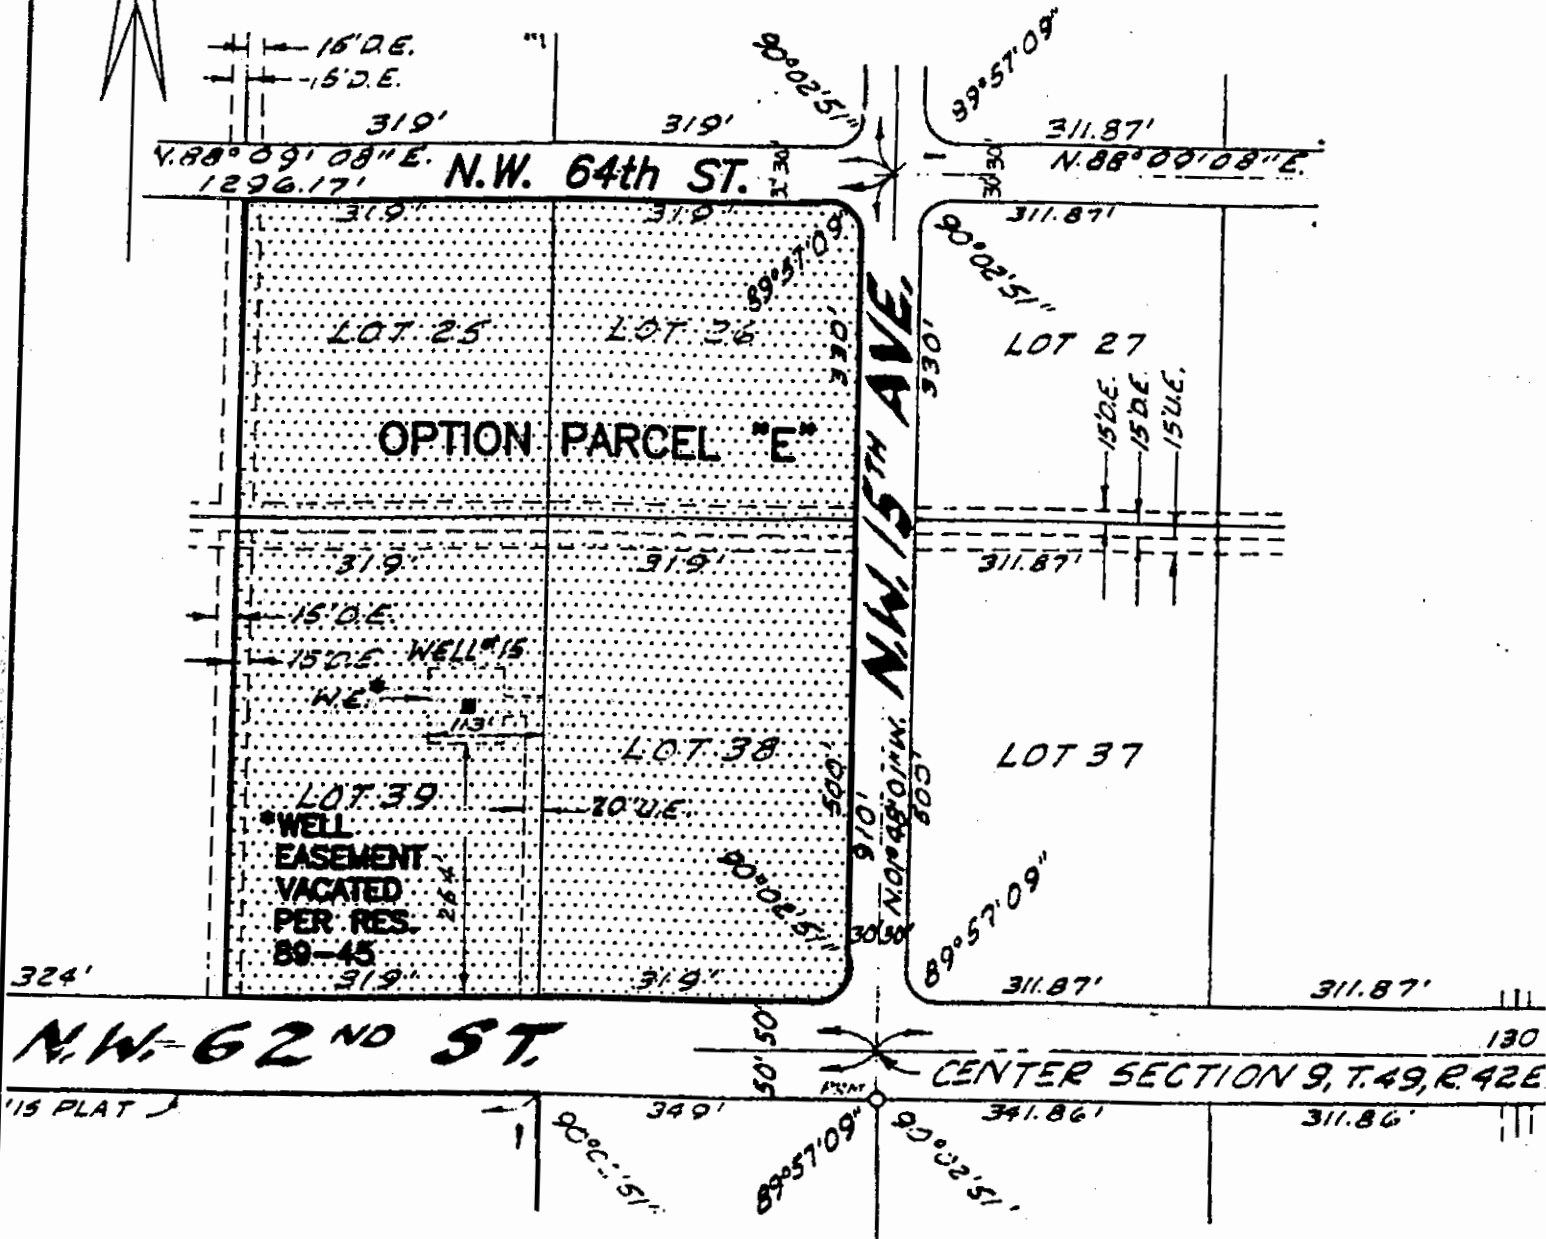 15' D.E.
15' D.E.
90°02'51"
89°57'09"
319'
319'
311.87'
N.88°09'08"E.
1296.17'
N.W. 64th ST.
30'
30'
30'
N.88°09'08"E.
319'
319'
311.87'
89°57'09"
90°02'51"
LOT 25
LOT 26
330'
N.W. 15TH AVE.
330'
LOT 27
15'D.E.
15'D.E.
15'U.E.
OPTION PARCEL "E"
319'
319'
311.87'
15' D.E.
15' D.E.
WELL #15
W.E.*
113'
LOT 38
LOT 37
500'
910'
N.01°48'01"W.
500'
LOT 39
20' U.E.
*WELL
EASEMENT
VACATED
PER RES.
89-45
264'
90°02'51"
30' 30'
89°57'09"
324'
319'
319'
311.87'
311.87'
N.W. 62ND ST.
50' 50'
130
CENTER SECTION 9, T.49, R.42E
P.R.M.
'15 PLAT
349'
341.86'
311.86'
89°57'09"
90°02'51"